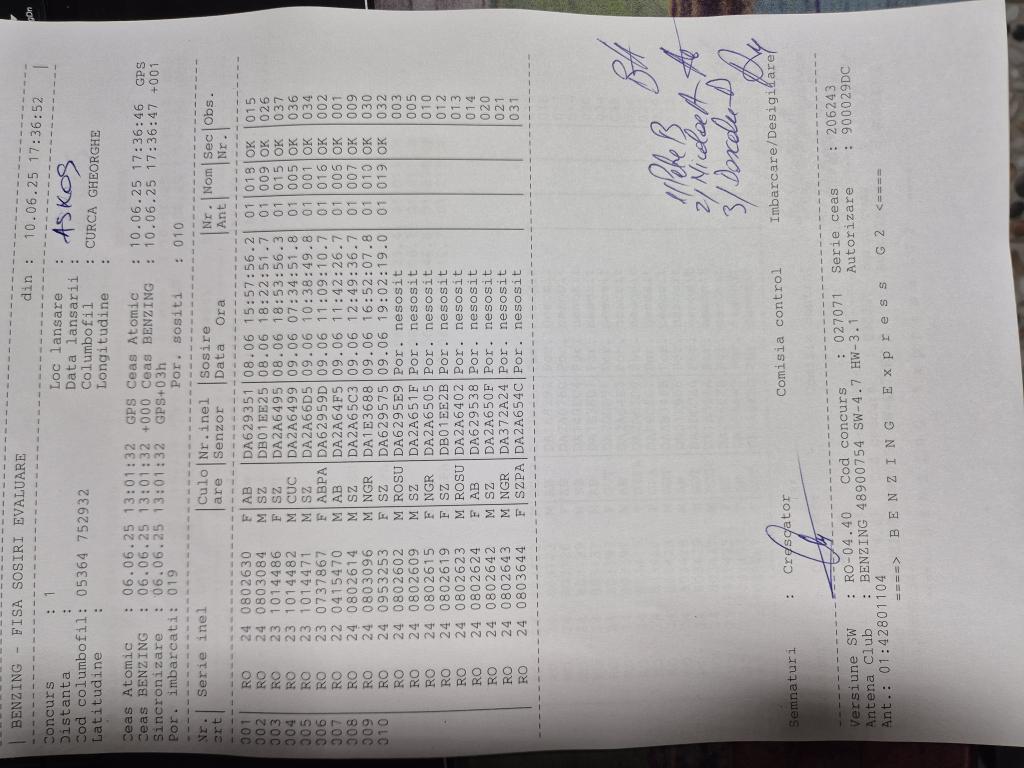 | BENZING - FISA SOSIRI EVALUARE din : 10.06.25 17:36:52 |
Concurs : 1 Loc lansare : ASKOS
Distanta : Data lansarii :
Cod columbofil: 05364 752932 Columbofil : CURCA GHEORGHE
Latitudine : Longitudine :
Ceas Atomic : 06.06.25 13:01:32 GPS Ceas Atomic : 10.06.25 17:36:46 GPS
Ceas BENZING : 06.06.25 13:01:32 +000 Ceas BENZING : 10.06.25 17:36:47 +001
Sincronizare : 06.06.25 13:01:32 GPS+03h
Por. imbarcati: 019 Por. sositi : 010
Nr.| Serie inel |Culo|Nr.inel |Sosire |Nr. |Nom|Sec|Obs.
crt| |are |Senzor |Data Ora |Ant| |Nr.|
001 RO 24 0802630 F AB DA629351 08.06 15:57:56.2 01 018 OK 015
002 RO 24 0803084 M SZ DB01EE25 08.06 18:22:51.7 01 009 OK 026
003 RO 23 1014486 F SZ DA2A6495 08.06 18:53:56.3 01 015 OK 037
004 RO 23 1014482 M CUC DA2A6499 09.06 07:34:51.8 01 005 OK 036
005 RO 23 1014471 M SZ DA2A66D5 09.06 10:38:49.8 01 001 OK 034
006 RO 23 0737867 F ABPA DA62959D 09.06 11:09:10.7 01 016 OK 002
007 RO 22 0415470 M AB DA2A64F5 09.06 11:42:26.7 01 006 OK 001
008 RO 24 0802614 M SZ DA2A65C3 09.06 12:49:36.7 01 007 OK 009
009 RO 24 0803096 M NGR DA1E3688 09.06 16:52:07.8 01 010 OK 030
010 RO 24 0953253 F SZ DA629575 09.06 19:02:19.0 01 019 OK 032
RO 24 0802602 M ROSU DA6295E9 Por. nesosit 003
RO 24 0802609 M SZ DA2A651F Por. nesosit 005
RO 24 0802615 F NGR DA2A6505 Por. nesosit 010
RO 24 0802619 F SZ DB01EE2B Por. nesosit 012
RO 24 0802623 M ROSU DA2A6402 Por. nesosit 013
RO 24 0802624 F AB DA629538 Por. nesosit 014
RO 24 0802642 M SZ DA2A650F Por. nesosit 020
RO 24 0802643 M NGR DA372A24 Por. nesosit 021
RO 24 0803644 F SZPA DA2A654C Por. nesosit 031
1) Petre B
2) Nicolae A
3)
Semnaturi : Crescator Comisia control Imbarcare/Desigilare
Versiune SW : RO-04.40 Cod concurs : 027071 Serie ceas : 206243
Antena Club : BENZING 48900754 SW-4.7 HW-3.1 Autorizare : 900029DC
Ant.: 01:42801104
====> B E N Z I N G E x p r e s s G 2 <====